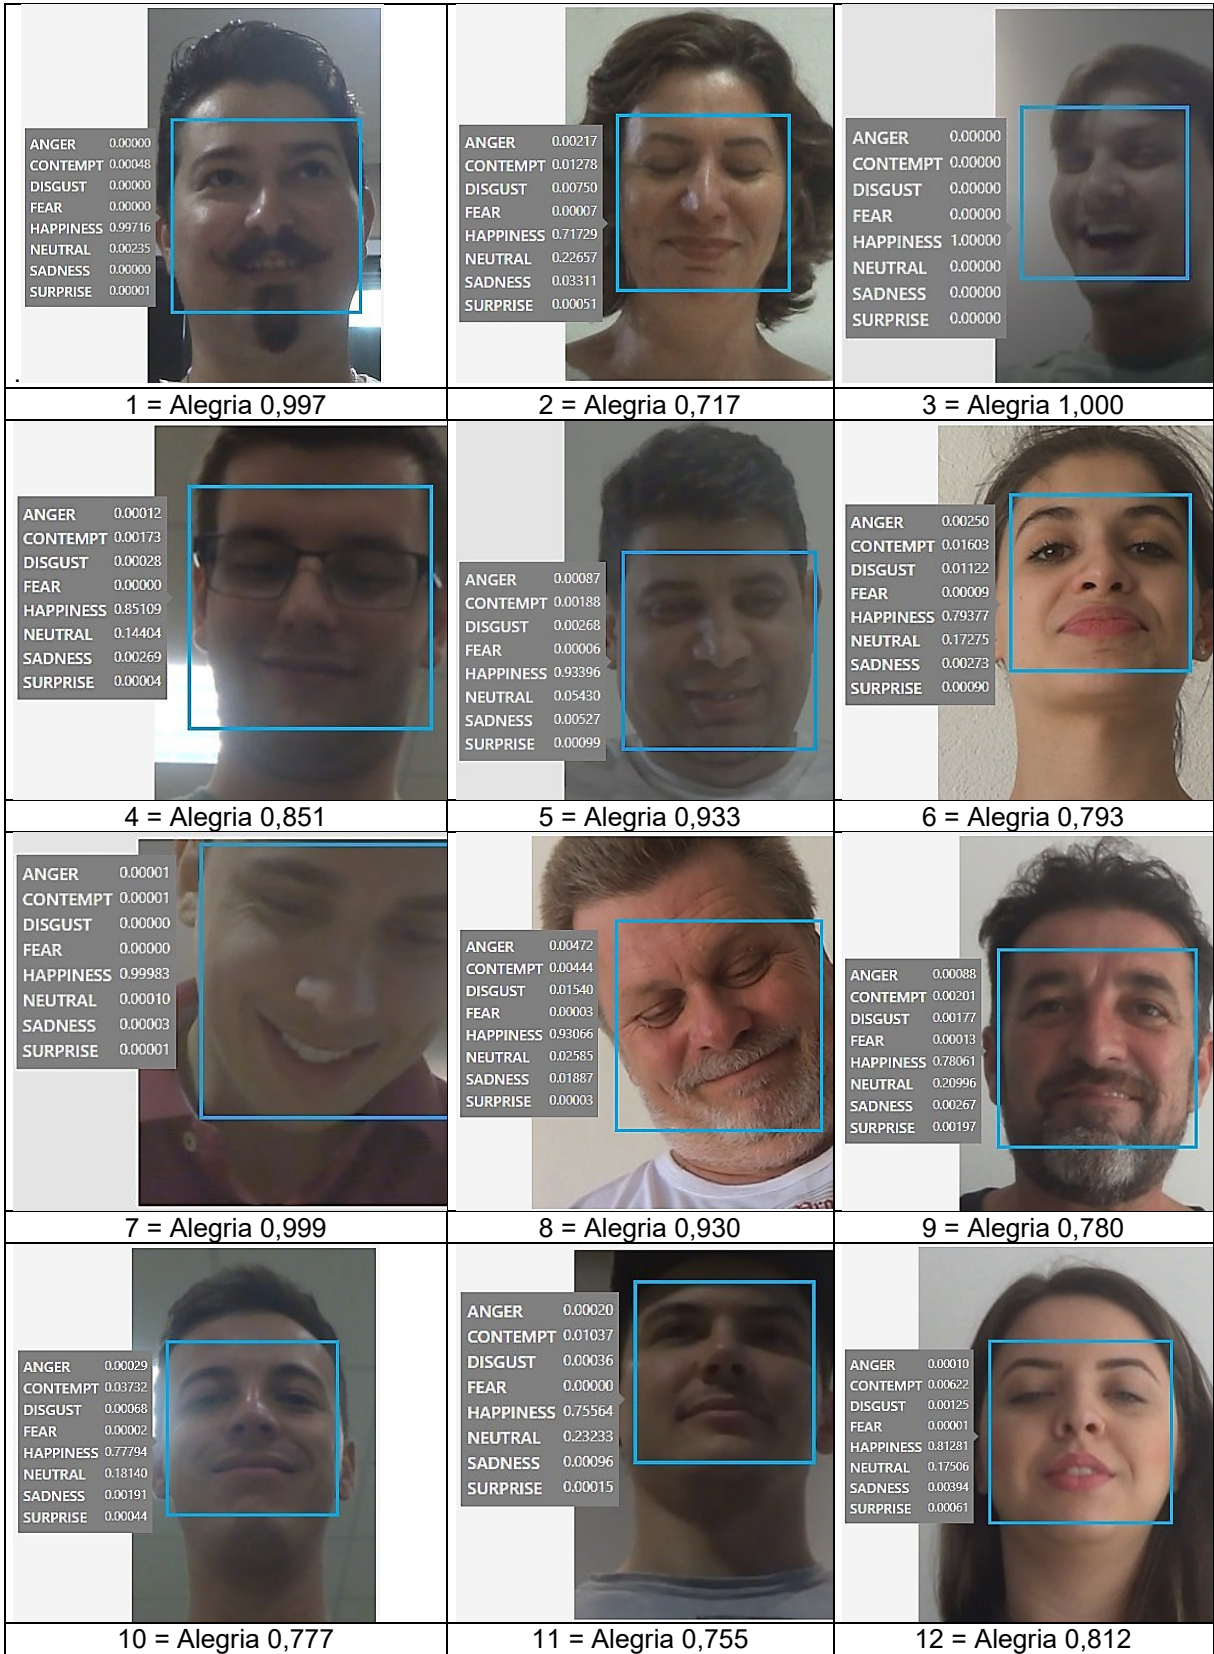 ANGER 0.00000
CONTEMPT 0.00048
DISGUST 0.00000
FEAR 0.00000
HAPPINESS 0.99716
NEUTRAL 0.00235
SADNESS 0.00000
SURPRISE 0.00001
1 = Alegria 0,997
ANGER 0.00217
CONTEMPT 0.01278
DISGUST 0.00750
FEAR 0.00007
HAPPINESS 0.71729
NEUTRAL 0.22657
SADNESS 0.03311
SURPRISE 0.00051
2 = Alegria 0,717
ANGER 0.00000
CONTEMPT 0.00000
DISGUST 0.00000
FEAR 0.00000
HAPPINESS 1.00000
NEUTRAL 0.00000
SADNESS 0.00000
SURPRISE 0.00000
3 = Alegria 1,000
ANGER 0.00012
CONTEMPT 0.00173
DISGUST 0.00028
FEAR 0.00000
HAPPINESS 0.85109
NEUTRAL 0.14404
SADNESS 0.00269
SURPRISE 0.00004
4 = Alegria 0,851
ANGER 0.00087
CONTEMPT 0.00188
DISGUST 0.00268
FEAR 0.00006
HAPPINESS 0.93396
NEUTRAL 0.05430
SADNESS 0.00527
SURPRISE 0.00099
5 = Alegria 0,933
ANGER 0.00250
CONTEMPT 0.01603
DISGUST 0.01122
FEAR 0.00009
HAPPINESS 0.79377
NEUTRAL 0.17275
SADNESS 0.00273
SURPRISE 0.00090
6 = Alegria 0,793
ANGER 0.00001
CONTEMPT 0.00001
DISGUST 0.00000
FEAR 0.00000
HAPPINESS 0.99983
NEUTRAL 0.00010
SADNESS 0.00003
SURPRISE 0.00001
7 = Alegria 0,999
ANGER 0.00472
CONTEMPT 0.00444
DISGUST 0.01540
FEAR 0.00003
HAPPINESS 0.93066
NEUTRAL 0.02585
SADNESS 0.01887
SURPRISE 0.00003
8 = Alegria 0,930
ANGER 0.00088
CONTEMPT 0.00201
DISGUST 0.00177
FEAR 0.00013
HAPPINESS 0.78061
NEUTRAL 0.20996
SADNESS 0.00267
SURPRISE 0.00197
9 = Alegria 0,780
ANGER 0.00029
CONTEMPT 0.03732
DISGUST 0.00068
FEAR 0.00002
HAPPINESS 0.77794
NEUTRAL 0.18140
SADNESS 0.00191
SURPRISE 0.00044
10 = Alegria 0,777
ANGER 0.00020
CONTEMPT 0.01037
DISGUST 0.00036
FEAR 0.00000
HAPPINESS 0.75564
NEUTRAL 0.23233
SADNESS 0.00096
SURPRISE 0.00015
11 = Alegria 0,755
ANGER 0.00010
CONTEMPT 0.00622
DISGUST 0.00125
FEAR 0.00001
HAPPINESS 0.81281
NEUTRAL 0.17506
SADNESS 0.00394
SURPRISE 0.00061
12 = Alegria 0,812